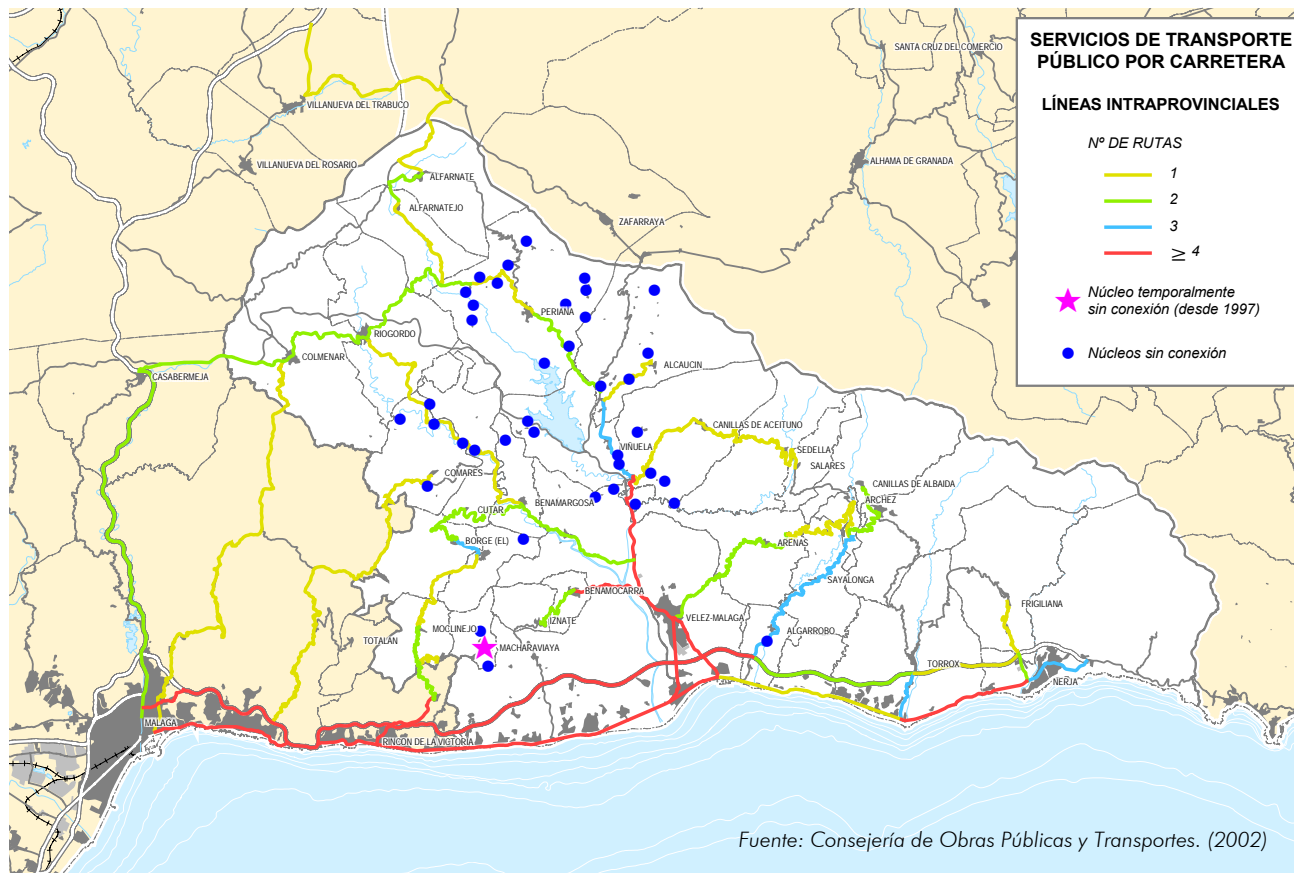 SERVICIOS DE TRANSPORTE
PÚBLICO POR CARRETERA
LÍNEAS INTRAPROVINCIALES
Nº DE RUTAS
1
2
3
≥ 4
Núcleo temporalmente
sin conexión (desde 1997)
Núcleos sin conexión
SANTA CRUZ DEL COMERCIO
VILLANUEVA DEL TRABUCO
VILLANUEVA DEL ROSARIO
ALHAMA DE GRANADA
ALFARNATE
ALFARNATEJO
ZAFARRAYA
PERIANA
RIOGORDO
COLMENAR
ALCAUCIN
CASABERMEJA
CANILLAS DE ACEITUNO
VIÑUELA
SEDELLA
SALARES
COMARES
CANILLAS DE ALBAIDA
BENAMARGOSA
ARCHEZ
CUTAR
BORGE (EL)
ARENAS
SAYALONGA
BENAMOCARRA
FRIGILIANA
IZNATE
VELEZ-MALAGA
MOCLINEJO
ALGARROBO
TOTALAN
MACHARAVIAYA
TORROX
NERJA
MALAGA
RINCON DE LA VICTORIA
Fuente: Consejería de Obras Públicas y Transportes. (2002)